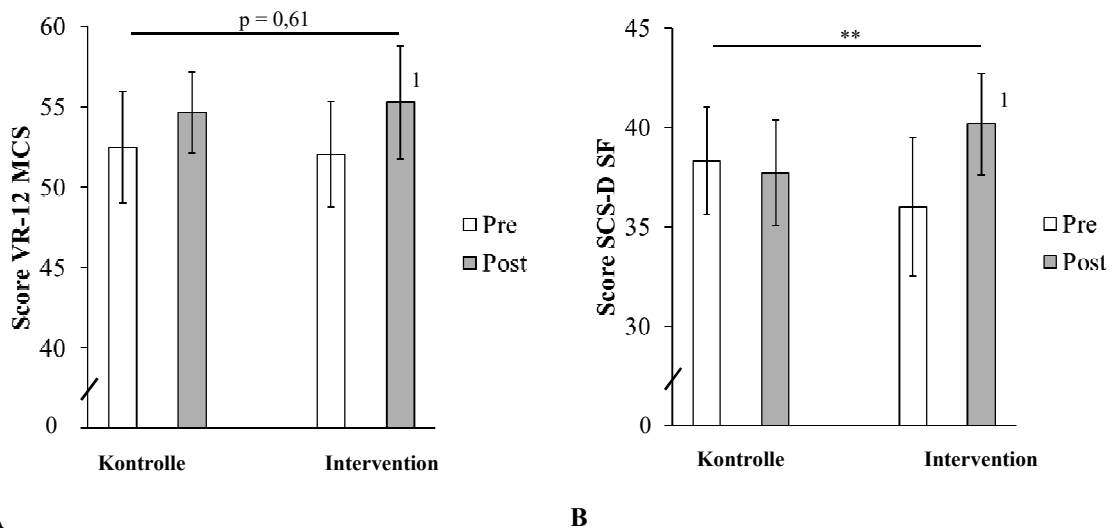 Score VR-12 MCS
60
55
50
45
40
0
p = 0,61
1
Pre
Post
Kontrolle Intervention
Score SCS-D SF
45
40
35
30
0
**
1
Pre
Post
Kontrolle Intervention
B